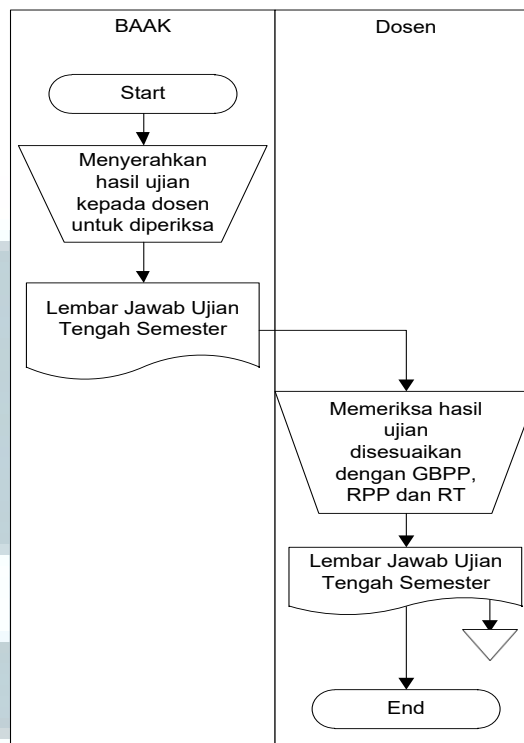 BAAK
Dosen
Start
Menyerahkan
hasil ujian
kepada dosen
untuk diperiksa
Lembar Jawab Ujian
Tengah Semester
Memeriksa hasil
ujian
disesuaikan
dengan GBPP,
RPP dan RT
Lembar Jawab Ujian
Tengah Semester
End